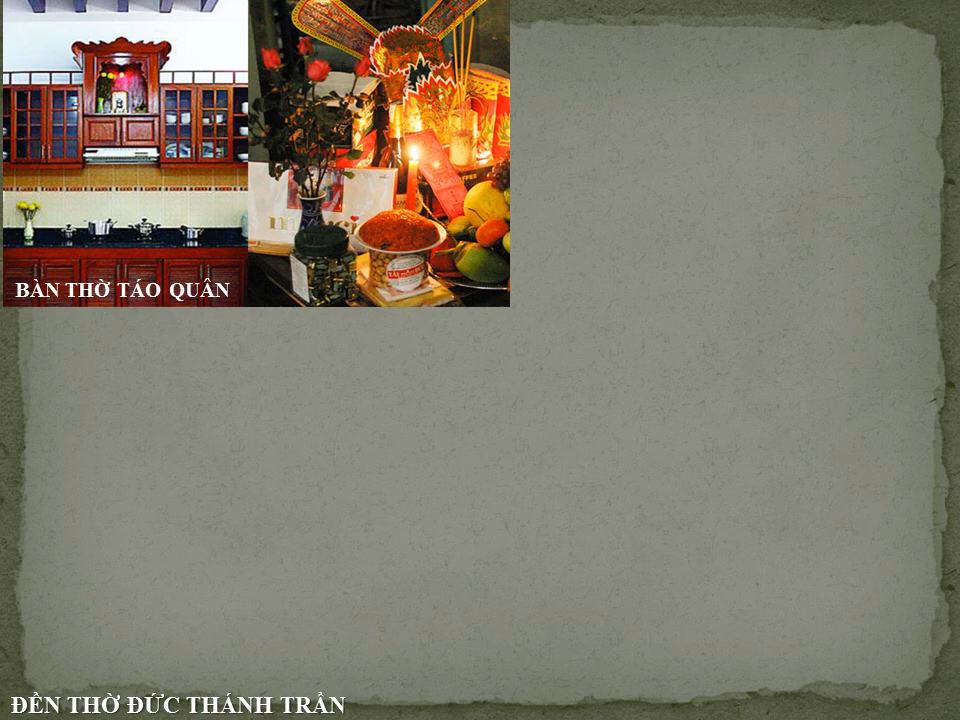 BÀN THỜ TÁO QUÂN
ĐỀN THỜ ĐỨC THÁNH TRẦN